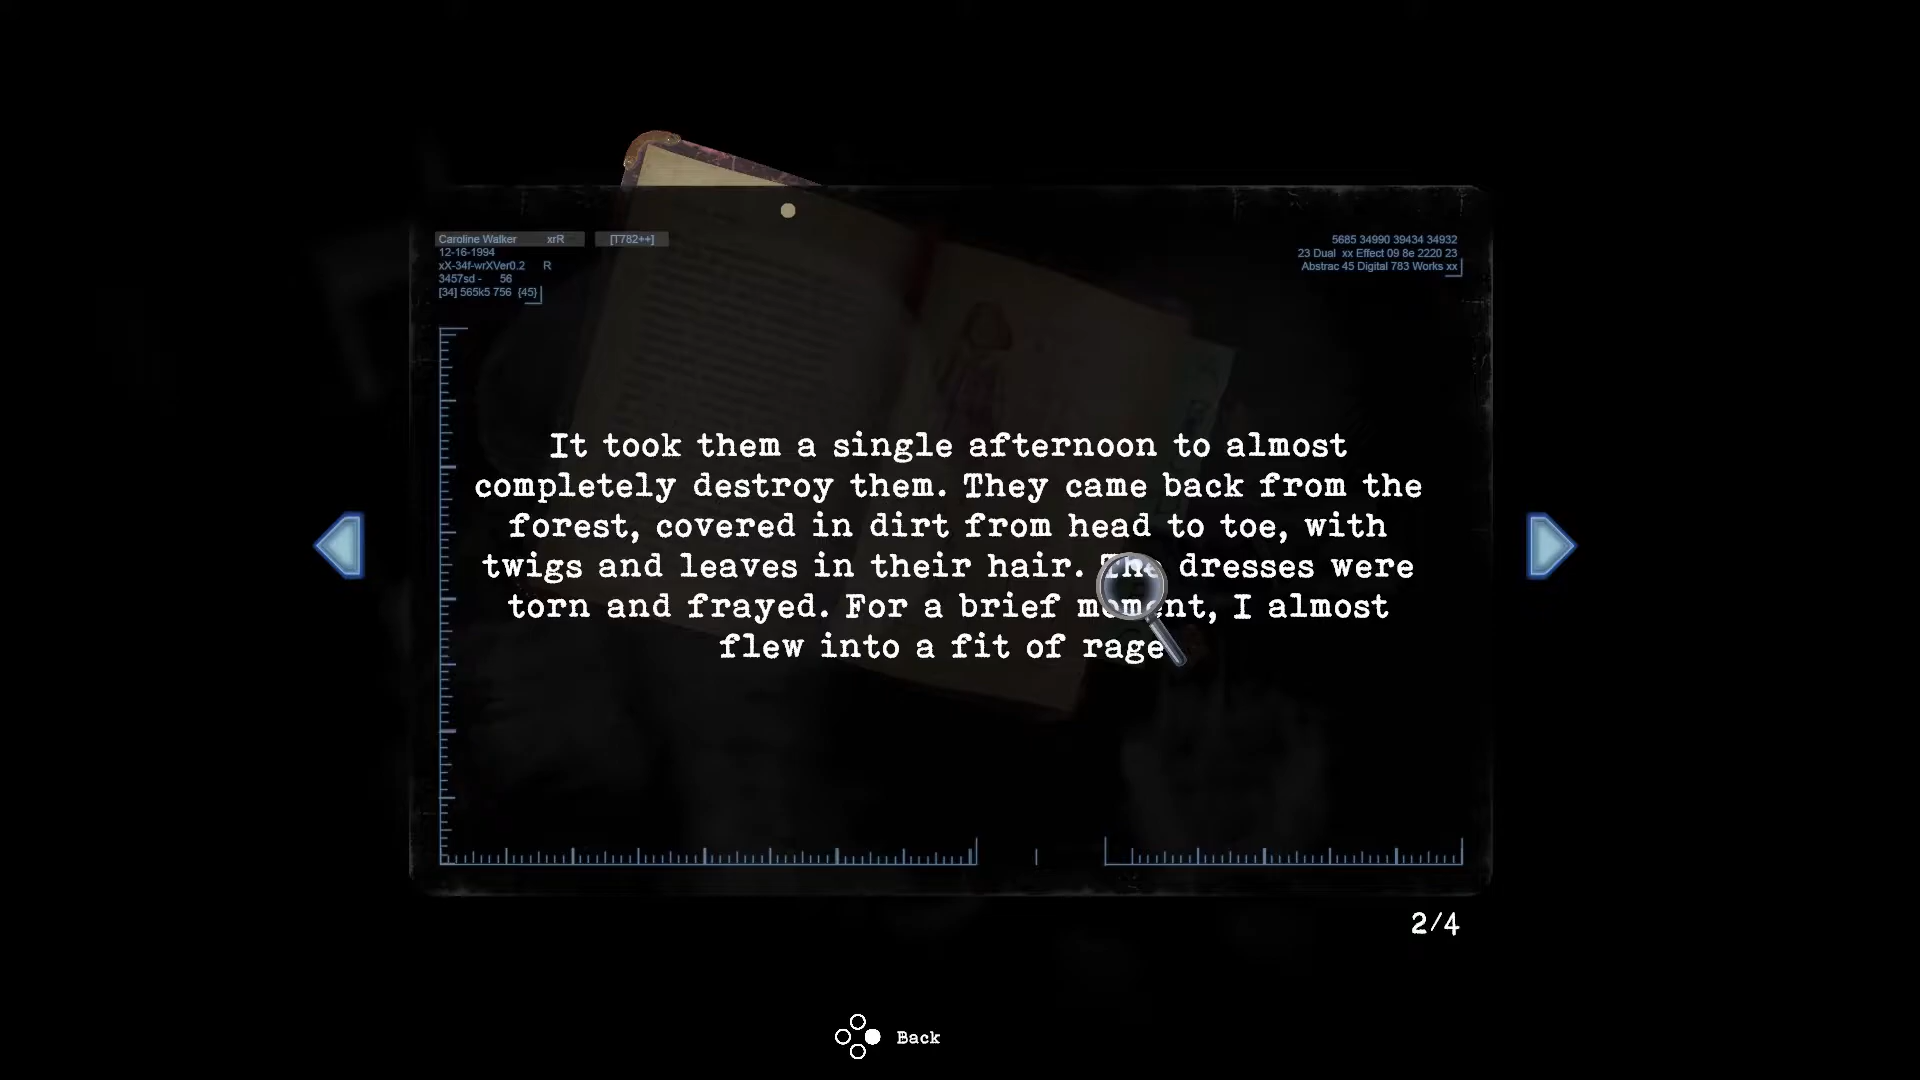 Caroline Walker xrR [T782++]
12-16-1994
xX-34f-wrXVer0.2 R
3457sd - 56
[34] 565k5 756 {45}
5685 34990 39434 34932
23 Dual xx Effect 09 8e 2220 23
Abstrac 45 Digital 783 Works xx
It took them a single afternoon to almost
completely destroy them. They came back from the
forest, covered in dirt from head to toe, with
twigs and leaves in their hair. The dresses were
torn and frayed. For a brief moment, I almost
flew into a fit of rage
2/4
Back